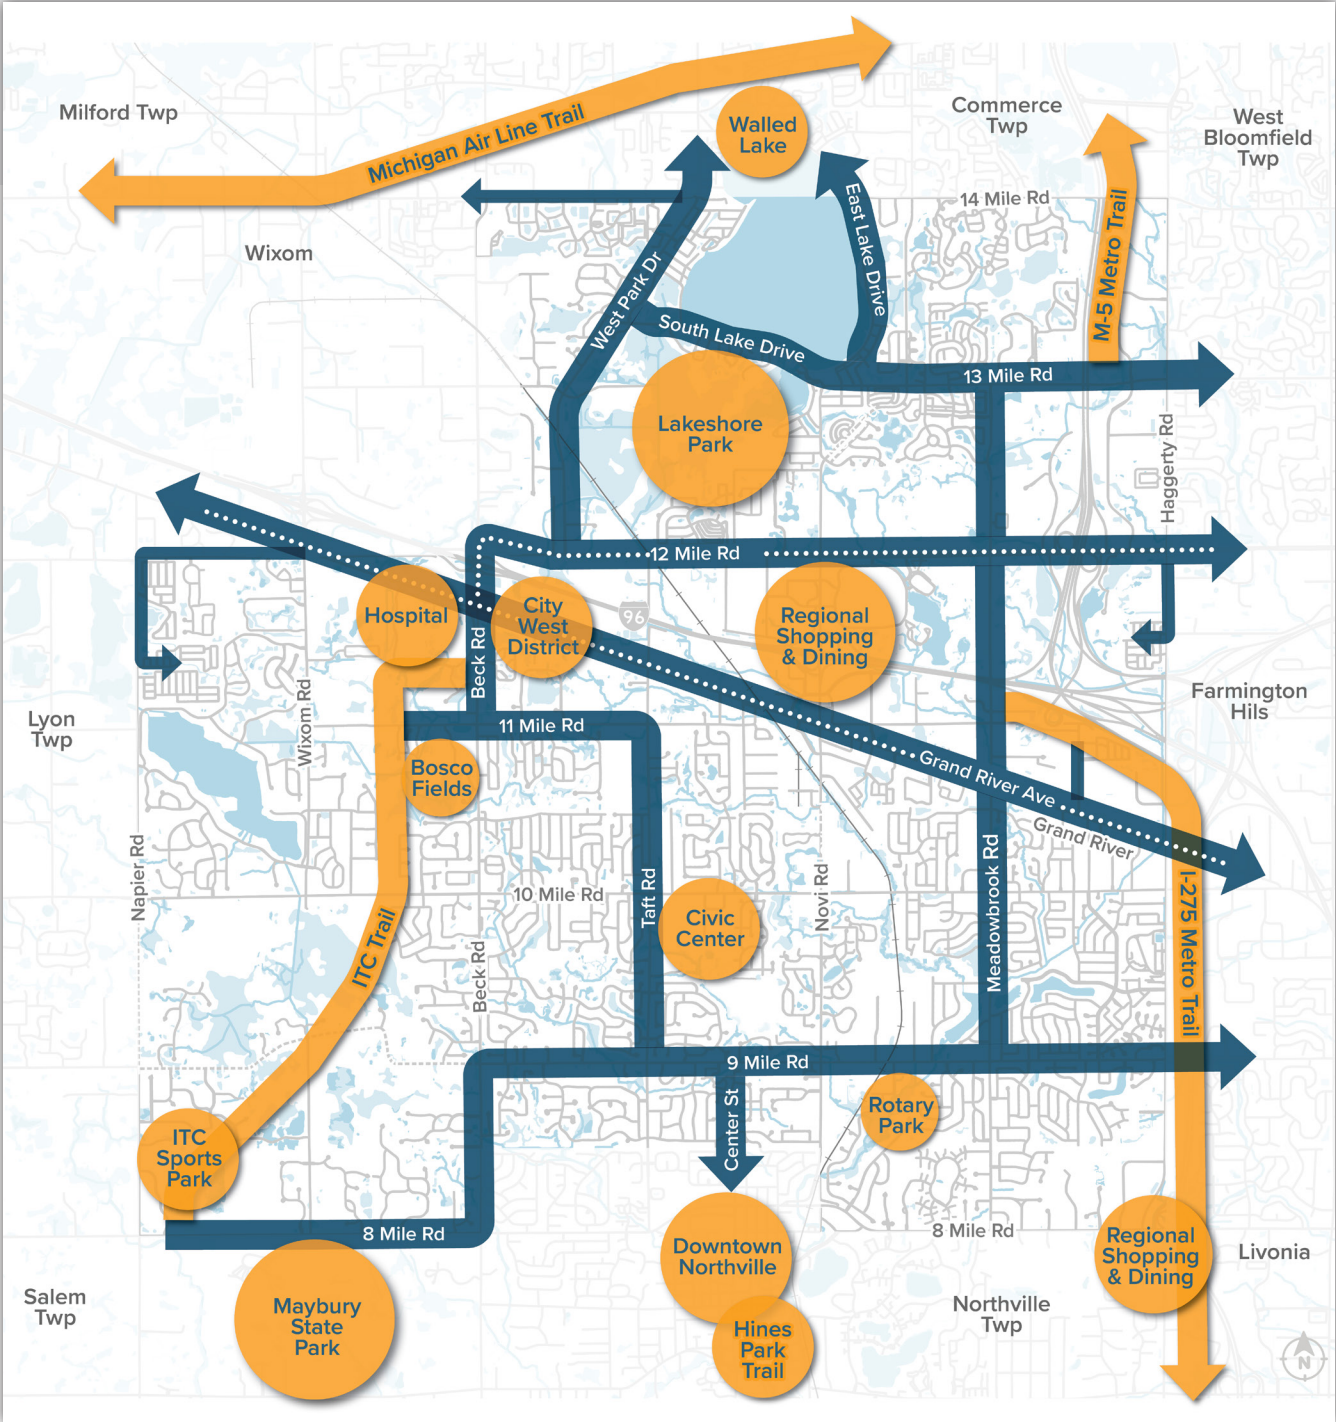 Milford Twp
Michigan Air Line Trail
Walled
Lake
Commerce
Twp
West
Bloomfield
Twp
14 Mile Rd
Wixom
M-5 Metro Trail
East Lake Drive
West Park Dr
South Lake Drive
13 Mile Rd
Lakeshore
Park
Haggerty Rd
12 Mile Rd
Hospital
City
West
District
96
Regional
Shopping
& Dining
Beck Rd
Wixom Rd
Farmington
Hills
Lyon
Twp
11 Mile Rd
Bosco
Fields
Grand River Ave
Grand River
Napier Rd
10 Mile Rd
Taft Rd
Novi Rd
Meadowbrook Rd
I-275 Metro Trail
Civic
Center
ITC Trail
Beck Rd
9 Mile Rd
Center St
Rotary
Park
ITC
Sports
Park
8 Mile Rd
8 Mile Rd
Downtown
Northville
Regional
Shopping
& Dining
Livonia
Salem
Twp
Maybury
State
Park
Northville
Twp
Hines
Park
Trail
N